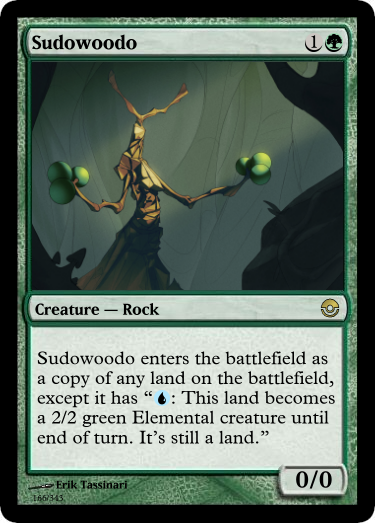 Sudowoodo 1
Creature — Rock
Sudowoodo enters the battlefield as
a copy of any land on the battlefield,
except it has “ : This land becomes
a 2/2 green Elemental creature until
end of turn. It's still a land.”
Erik Tassinari
0/0
166/345